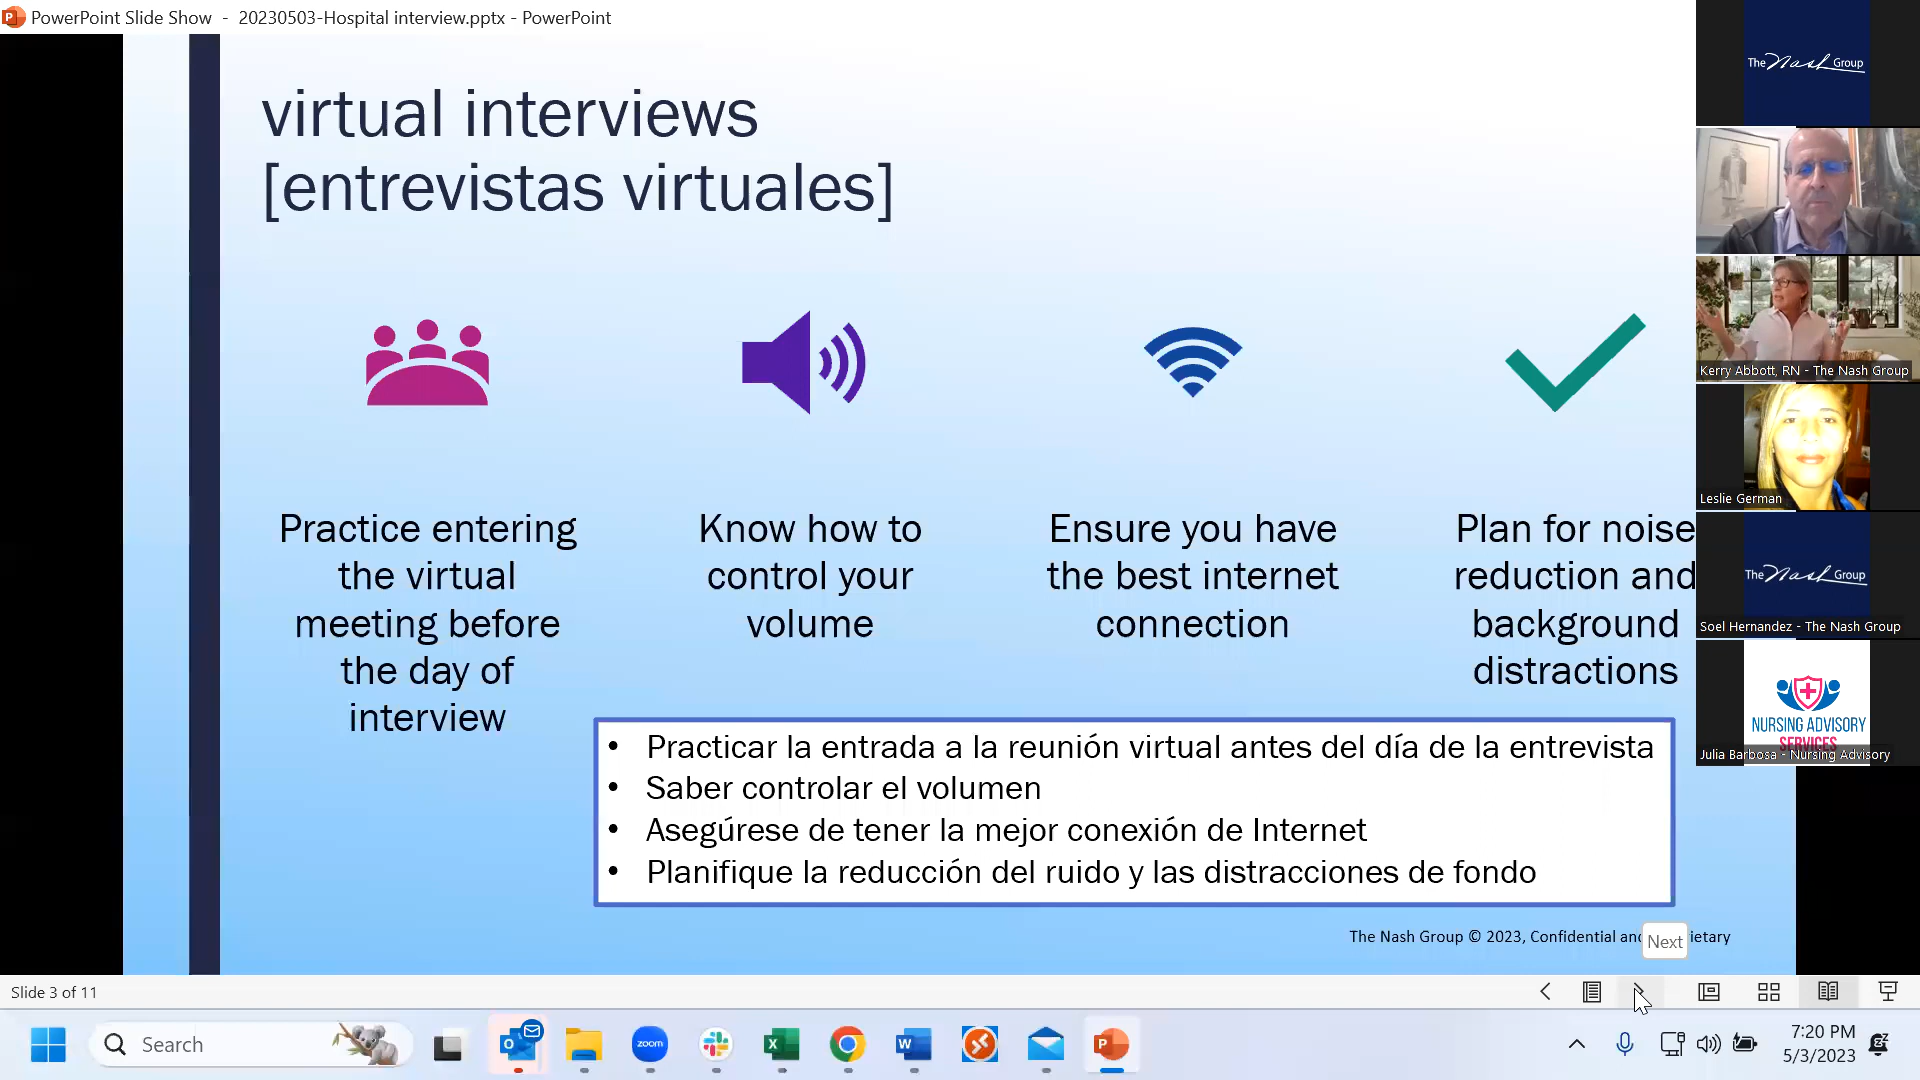 PowerPoint Slide Show - 20230503-Hospital interview.pptx - PowerPoint
virtual interviews
[entrevistas virtuales]
Practice entering
the virtual
meeting before
the day of
interview
Know how to
control your
volume
Ensure you have
the best internet
connection
Plan for noise
reduction and
background
distractions
• Practicar la entrada a la reunión virtual antes del día de la entrevista
• Saber controlar el volumen
• Asegúrese de tener la mejor conexión de Internet
• Planifique la reducción del ruido y las distracciones de fondo
The Nash Group © 2023, Confidential
Next
The Nash Group
Kerry Abbott, RN - The Nash Group
Leslie German
The Nash Group
Soel Hernandez - The Nash Group
NURSING ADVISORY
SERVICES
Julia Barbosa - Nursing Advisory
Slide 3 of 11
Search
zoom
7:20 PM
5/3/2023